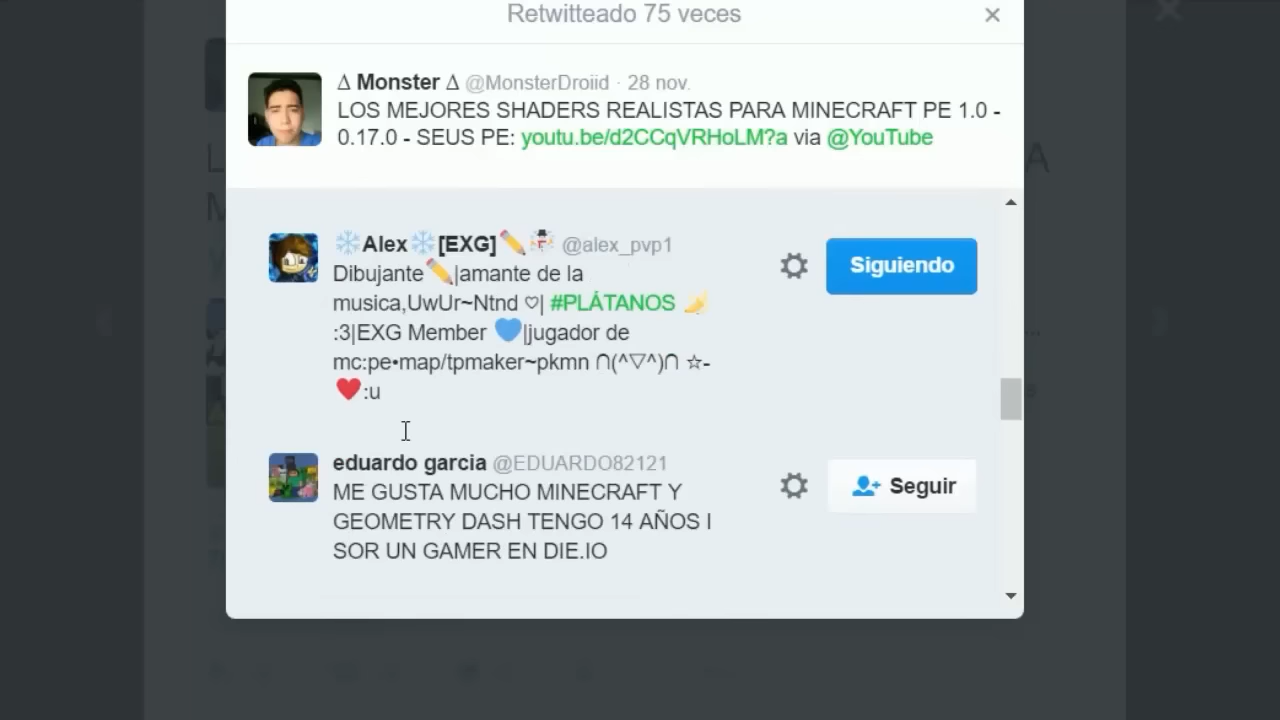 Retwitteado 75 veces
∆ Monster ∆ @MonsterDroiid · 28 nov.
LOS MEJORES SHADERS REALISTAS PARA MINECRAFT PE 1.0 -
0.17.0 - SEUS PE: youtu.be/d2CCqVRHoLM?a via @YouTube
❄️Alex❄️[EXG]✏️⛄ @alex_pvp1
Siguiendo
Dibujante✏️|amante de la
musica,UwUr~Ntnd ♡| #PLÁTANOS 🍌
:3|EXG Member 💙|jugador de
mc:pe•map/tpmaker~pkmn ∩(^▽^)∩ ☆-
❤️:u
eduardo garcia @EDUARDO82121
Seguir
ME GUSTA MUCHO MINECRAFT Y
GEOMETRY DASH TENGO 14 AÑOS I
SOR UN GAMER EN DIE.IO